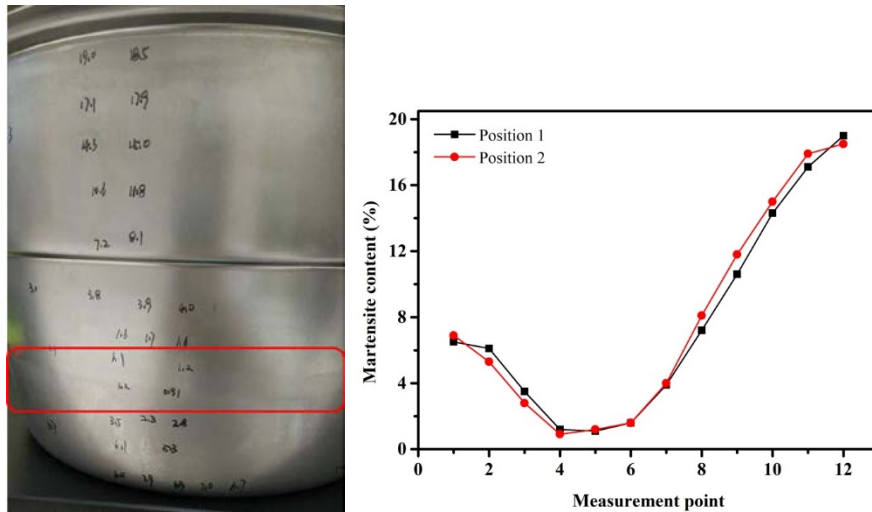 19.0 18.5
17.1 17.9
14.3 15.0
10.6 11.8
7.2 8.1
3.8 3.9
1.6 1.7
1.2
0.91
3.5 2.3 2.8
6.1 5.3
20
16
12
8
4
0
Martensite content (%)
Position 1
Position 2
0 2 4 6 8 10 12
Measurement point